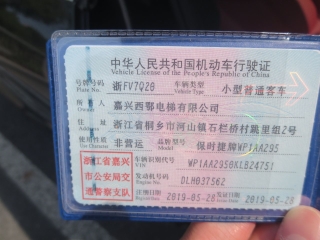 中华人民共和国机动车行驶证
Vehicle License of the People's Republic of China
号牌号码 浙FV7Q20 车辆类型 小型普通客车
Plate No. Vehicle Type
所有人 嘉兴西鄂电梯有限公司
Owner
住址 浙江省桐乡市河山镇石栏桥村跳里组2号
Address
使用性质 非营运 品牌型号 保时捷牌WP1AA295
浙江省嘉兴
市公安局交
通警察支队
车辆识别代号 WP1AA2950KLB24751
VIN
发动机号码 DLH037562
Engine No.
注册日期 2019-05-28 发证日期 2019-05-28